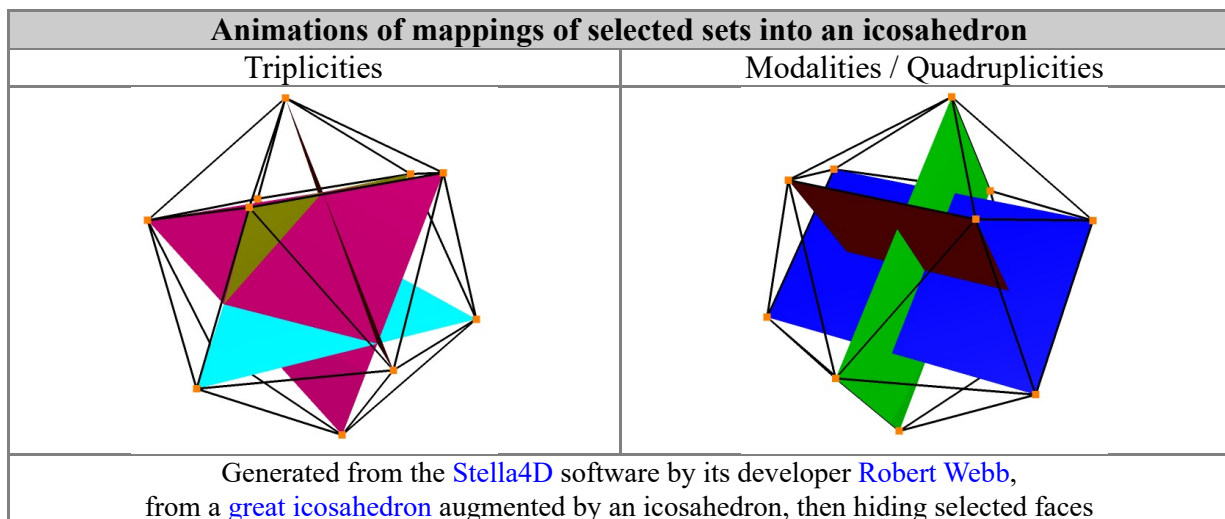 Animations of mappings of selected sets into an icosahedron
Triplicities
Modalities / Quadruplicities
Generated from the Stella4D software by its developer Robert Webb,
from a great icosahedron augmented by an icosahedron, then hiding selected faces